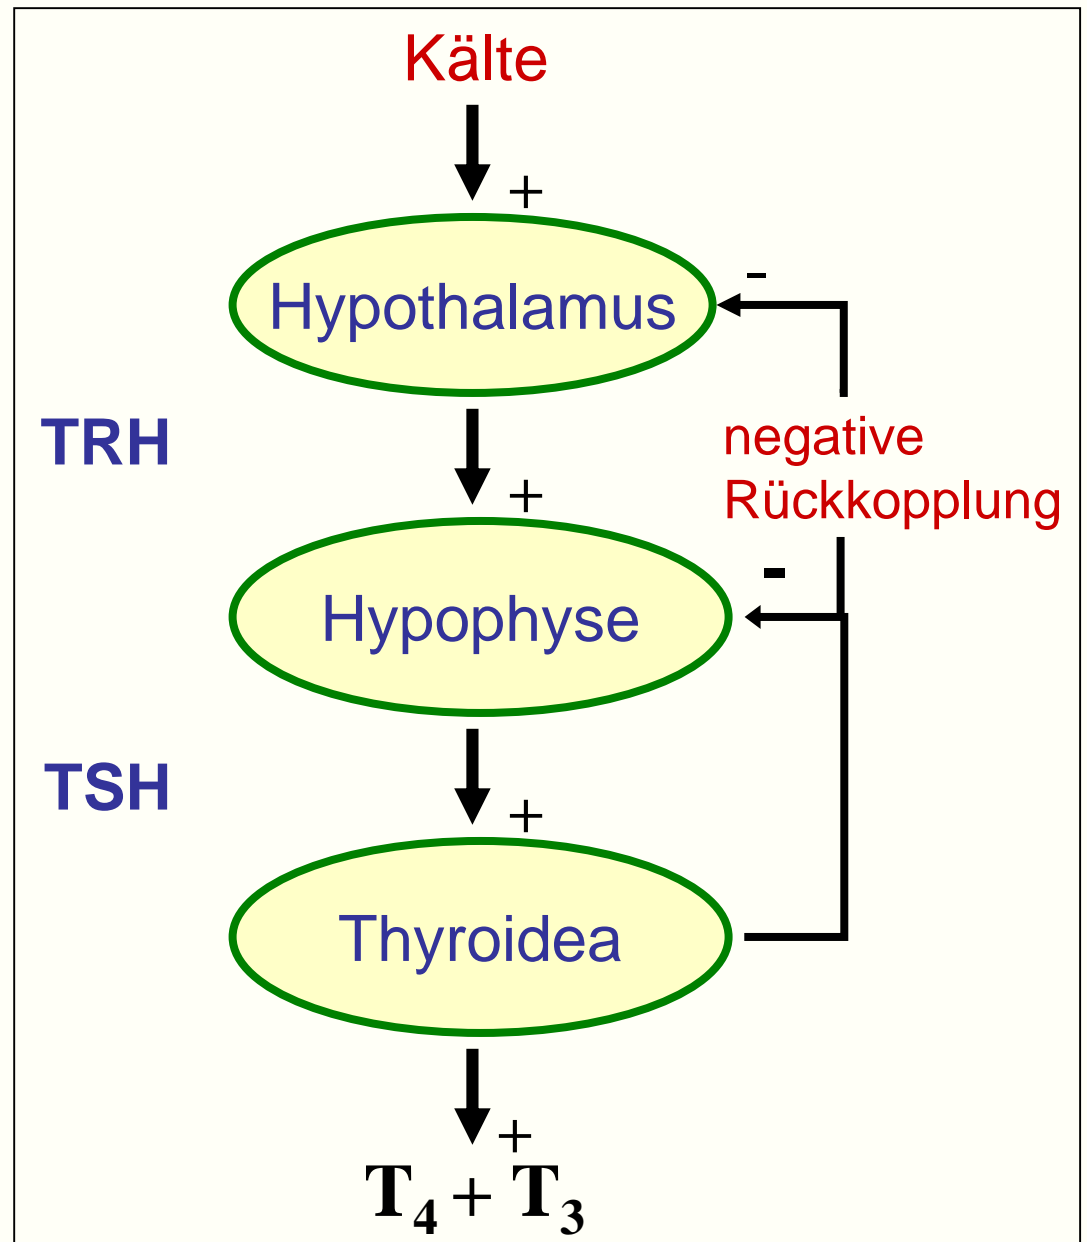 Kälte
+
Hypothalamus
-
TRH
negative
Rückkopplung
+
-
Hypophyse
TSH
+
Thyroidea
+
T₄ + T₃